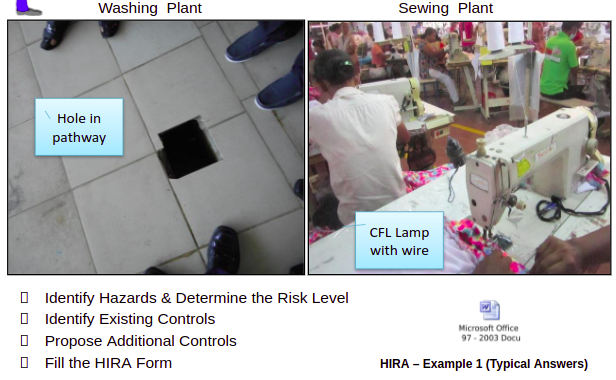 Washing Plant
Sewing Plant
Hole in
pathway
CFL Lamp
with wire
Identify Hazards & Determine the Risk Level
Identify Existing Controls
Propose Additional Controls
Fill the HIRA Form
Microsoft Office
97 - 2003 Docu
HIRA – Example 1 (Typical Answers)